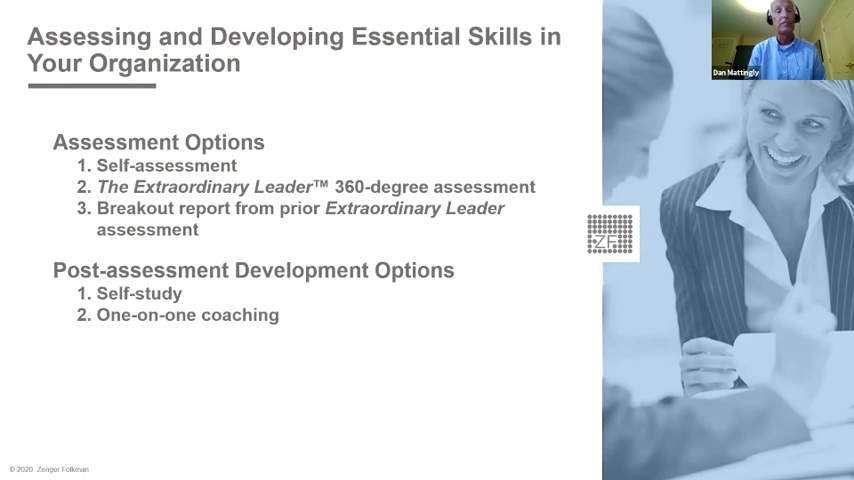 Assessing and Developing Essential Skills in
Your Organization
Dan Mattingly
Assessment Options
1. Self-assessment
2. The Extraordinary Leader™ 360-degree assessment
3. Breakout report from prior Extraordinary Leader
assessment
ZF
Post-assessment Development Options
1. Self-study
2. One-on-one coaching
© 2020 Zenger Folkman